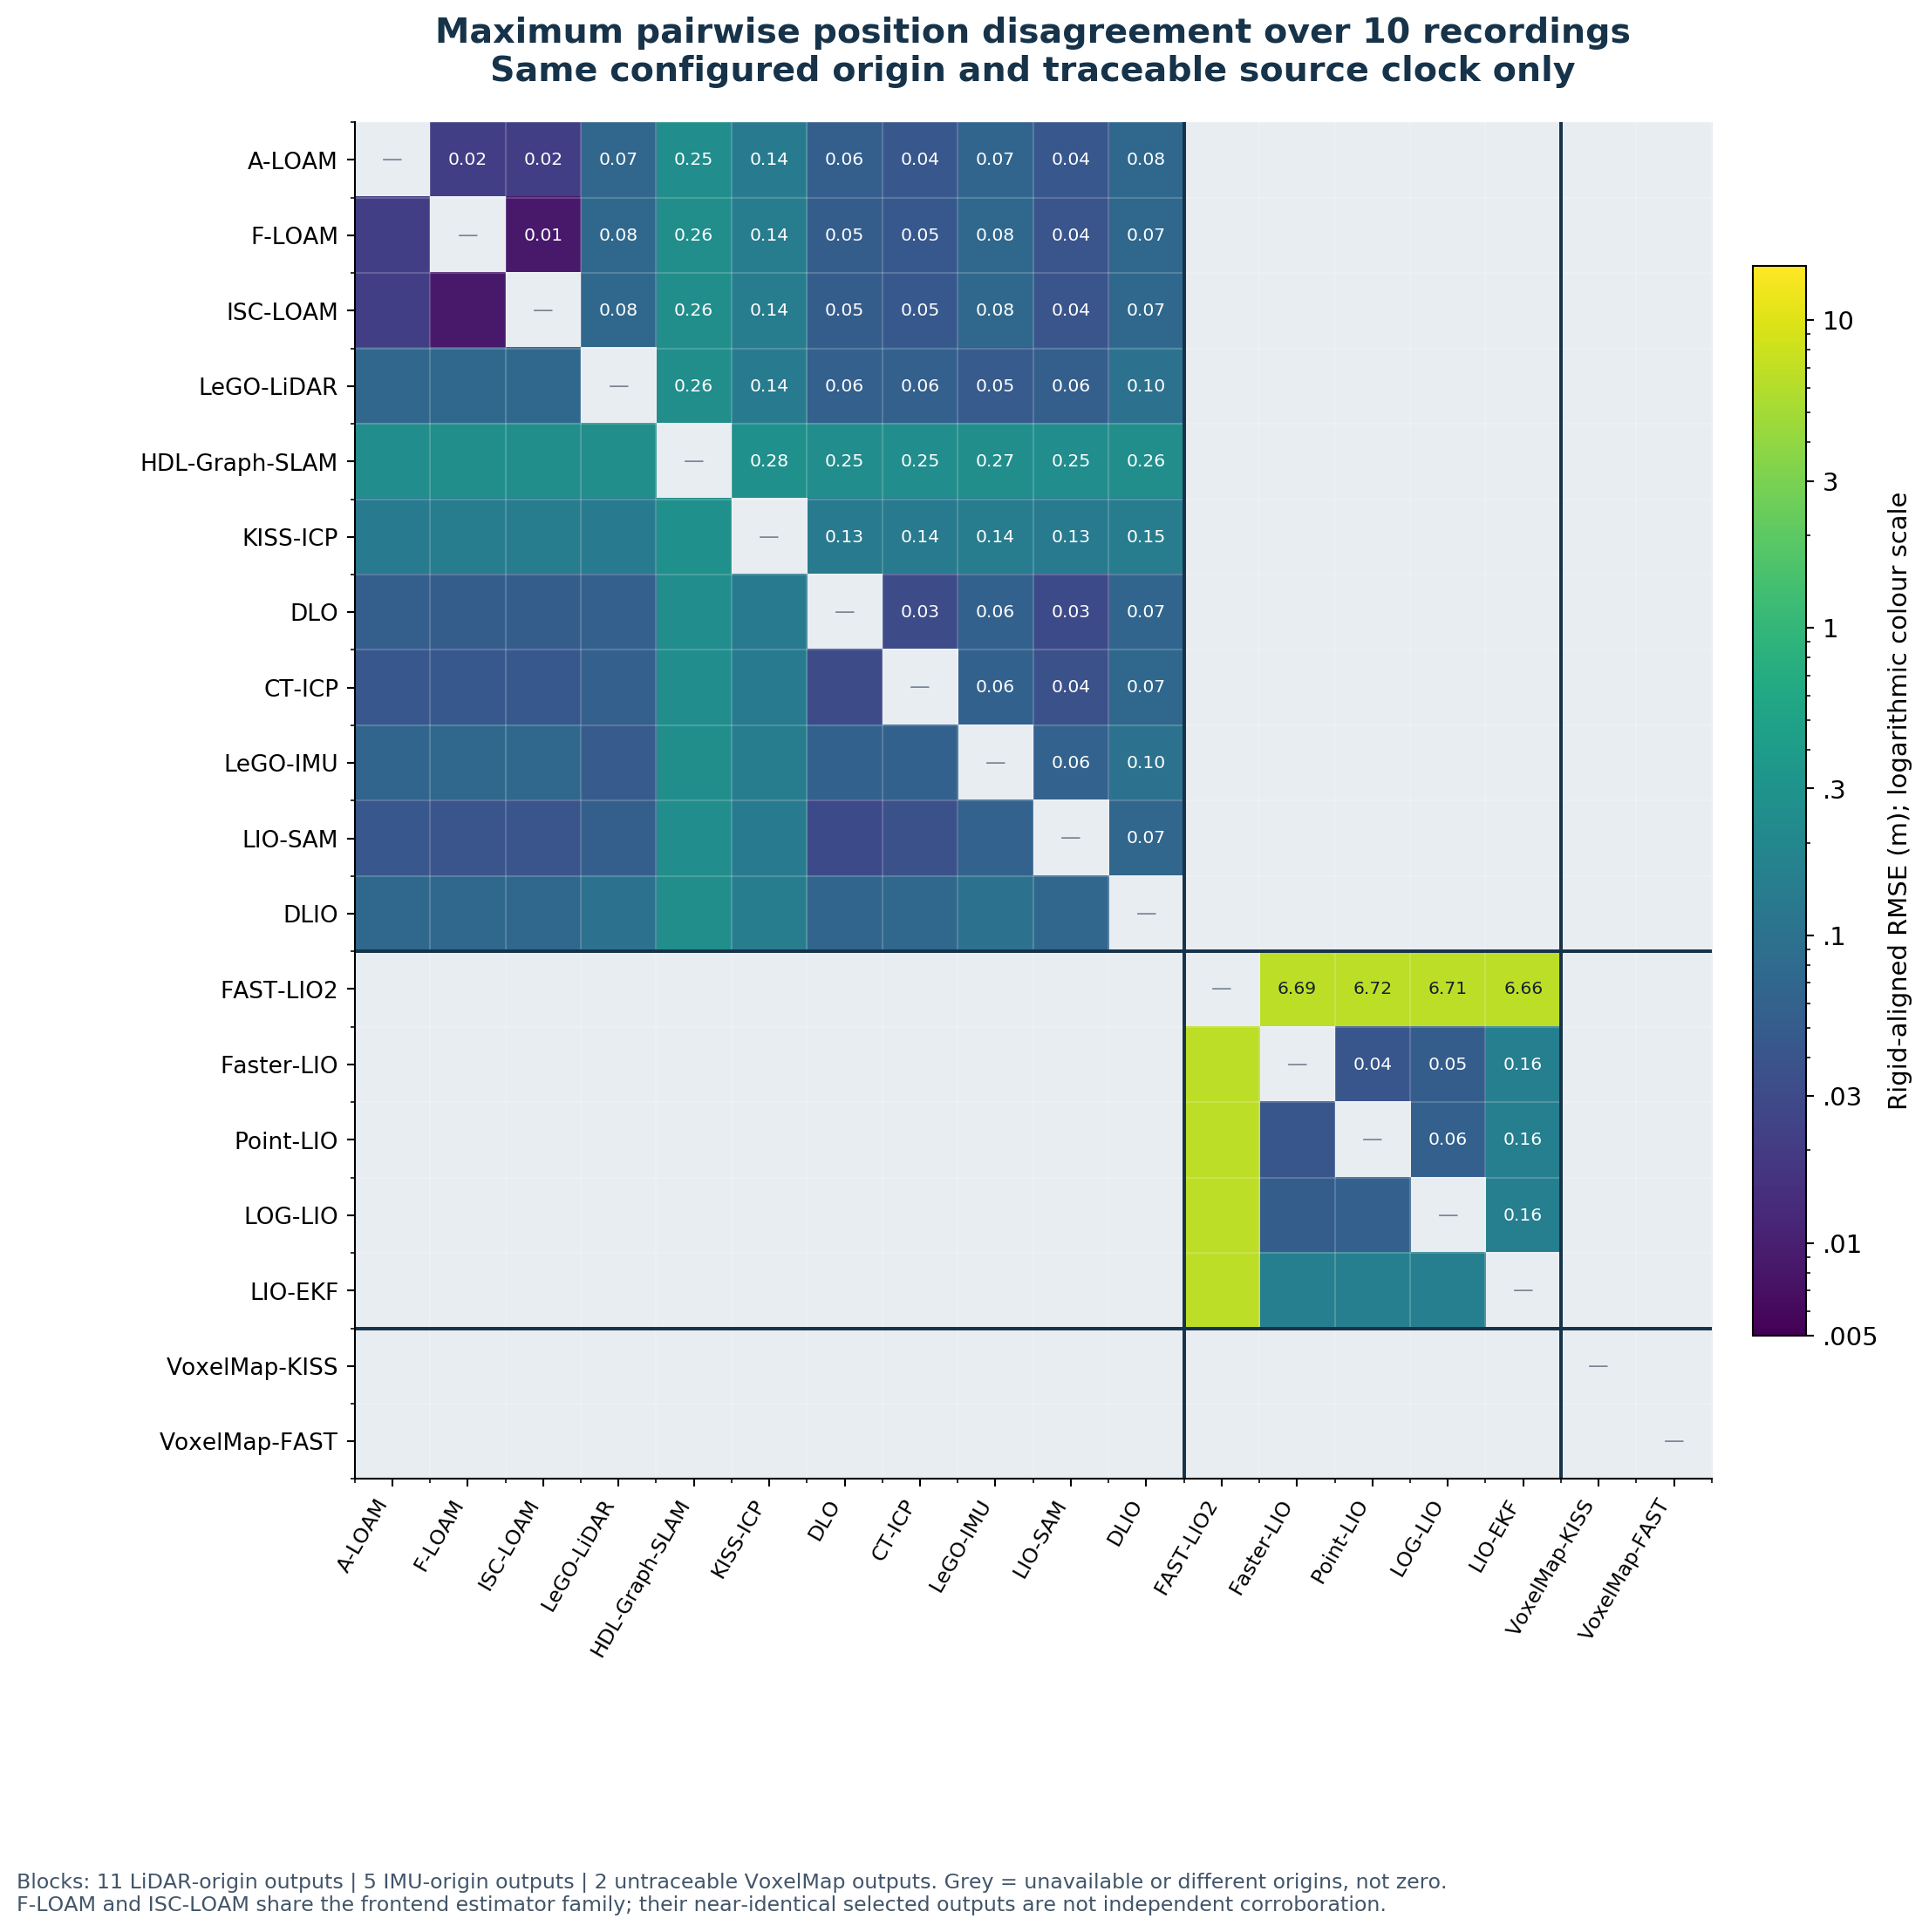 Maximum pairwise position disagreement over 10 recordings
Same configured origin and traceable source clock only
A-LOAM — 0.02 0.02 0.07 0.25 0.14 0.06 0.04 0.07 0.04 0.08
F-LOAM — 0.01 0.08 0.26 0.14 0.05 0.05 0.08 0.04 0.07
ISC-LOAM — 0.08 0.26 0.14 0.05 0.05 0.08 0.04 0.07
LeGO-LiDAR — 0.26 0.14 0.06 0.06 0.05 0.06 0.10
HDL-Graph-SLAM — 0.28 0.25 0.25 0.27 0.25 0.26
KISS-ICP — 0.13 0.14 0.14 0.13 0.15
DLO — 0.03 0.06 0.03 0.07
CT-ICP — 0.06 0.04 0.07
LeGO-IMU — 0.06 0.10
LIO-SAM — 0.07
DLIO —
FAST-LIO2 — 6.69 6.72 6.71 6.66
Faster-LIO — 0.04 0.05 0.16
Point-LIO — 0.06 0.16
LOG-LIO — 0.16
LIO-EKF —
VoxelMap-KISS —
VoxelMap-FAST —
A-LOAM
F-LOAM
ISC-LOAM
LeGO-LiDAR
HDL-Graph-SLAM
KISS-ICP
DLO
CT-ICP
LeGO-IMU
LIO-SAM
DLIO
FAST-LIO2
Faster-LIO
Point-LIO
LOG-LIO
LIO-EKF
VoxelMap-KISS
VoxelMap-FAST
10
3
1
.3
.1
.03
.01
.005
Rigid-aligned RMSE (m); logarithmic colour scale
Blocks: 11 LiDAR-origin outputs | 5 IMU-origin outputs | 2 untraceable VoxelMap outputs. Grey = unavailable or different origins, not zero.
F-LOAM and ISC-LOAM share the frontend estimator family; their near-identical selected outputs are not independent corroboration.